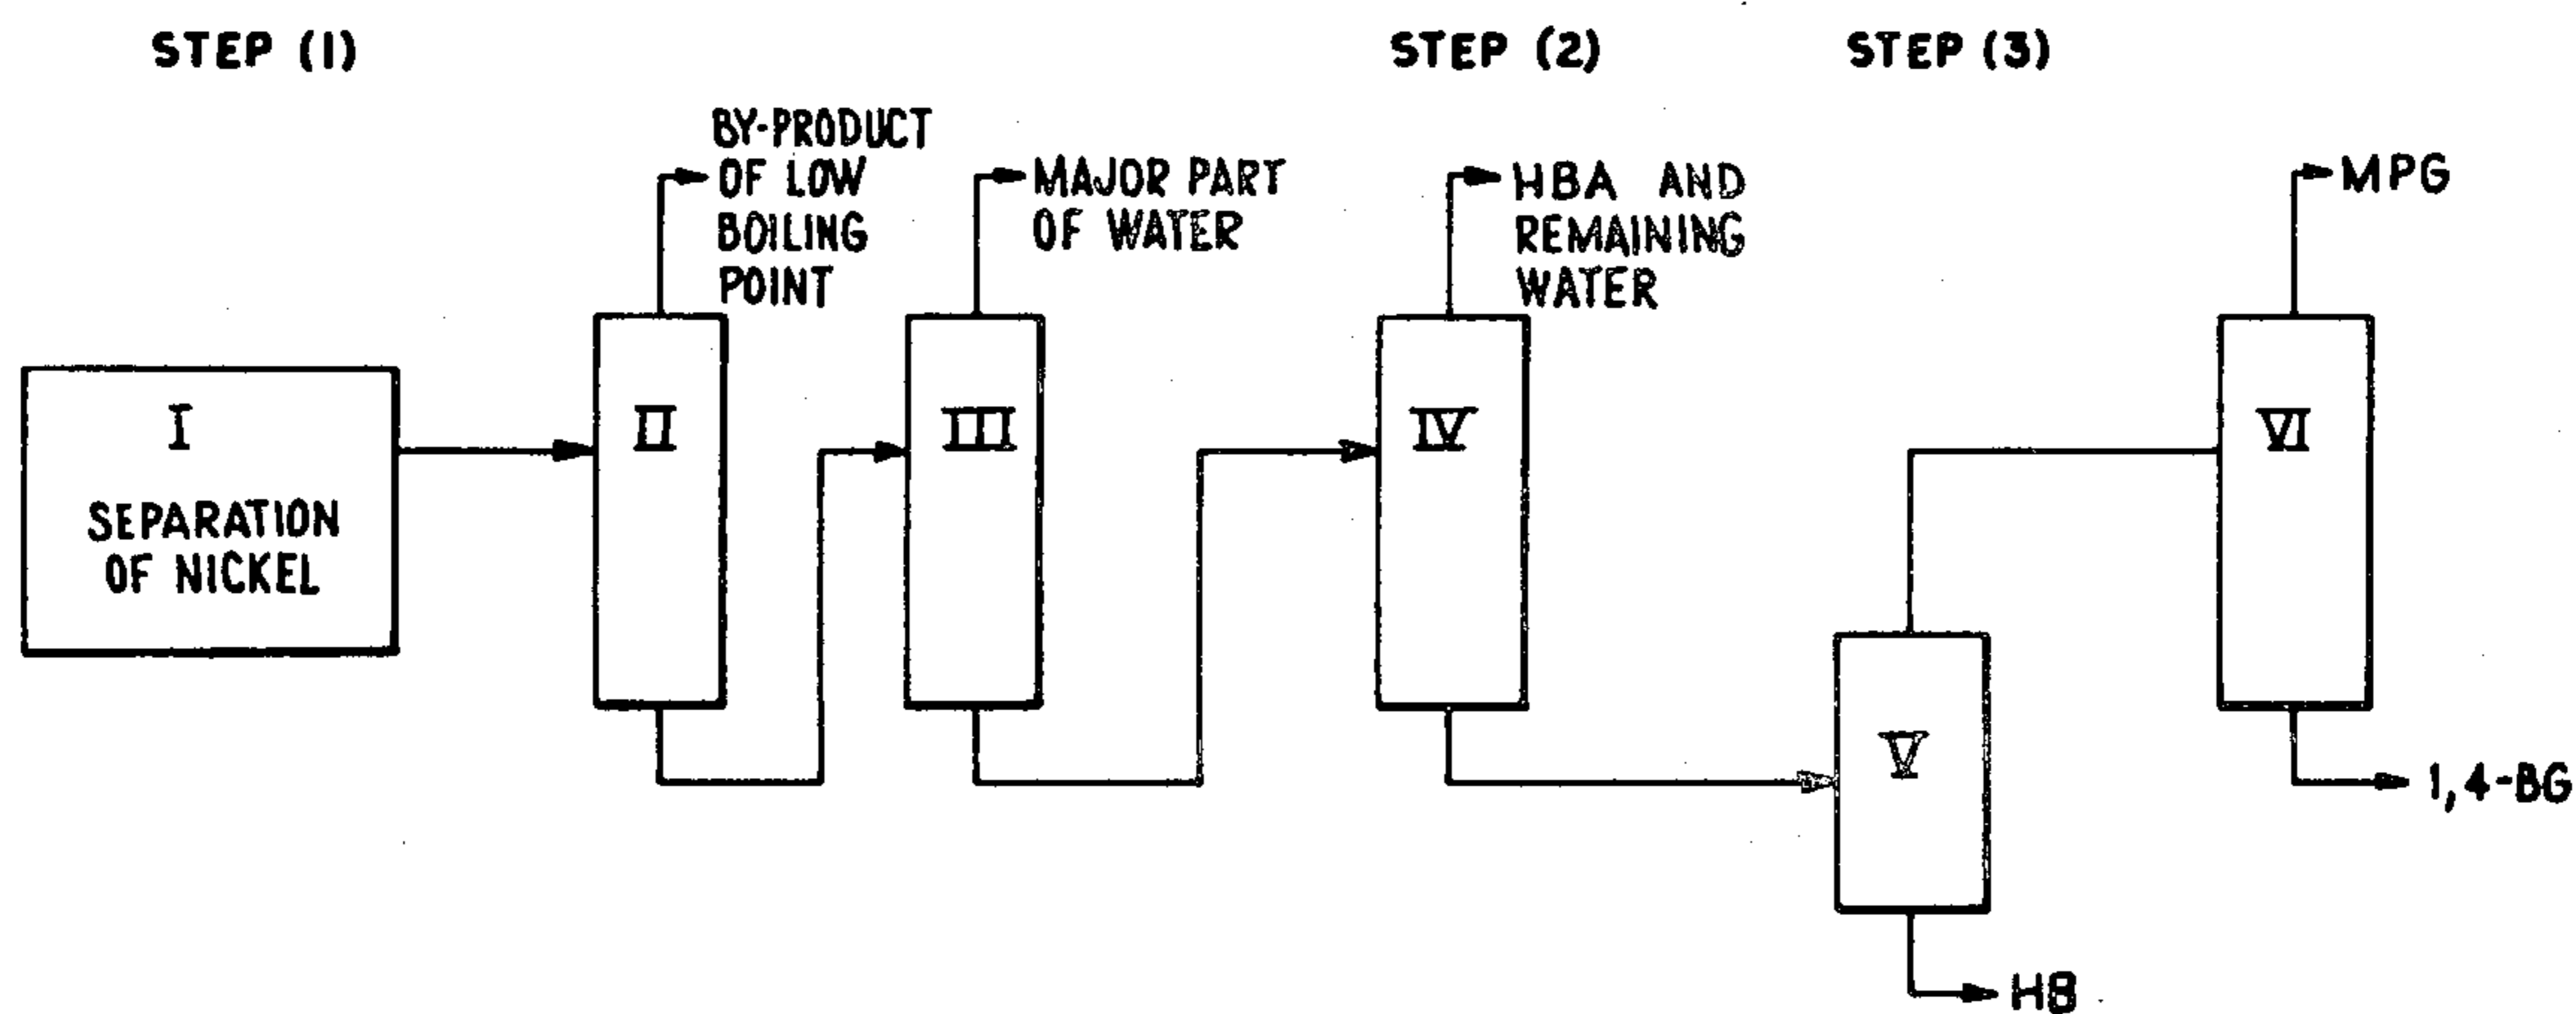 STEP (1)
STEP (2)
STEP (3)
BY-PRODUCT
OF LOW
BOILING
POINT
MAJOR PART
OF WATER
HBA AND
REMAINING
WATER
MPG
I
SEPARATION
OF NICKEL
II
III
IV
V
VI
1,4-BG
HB